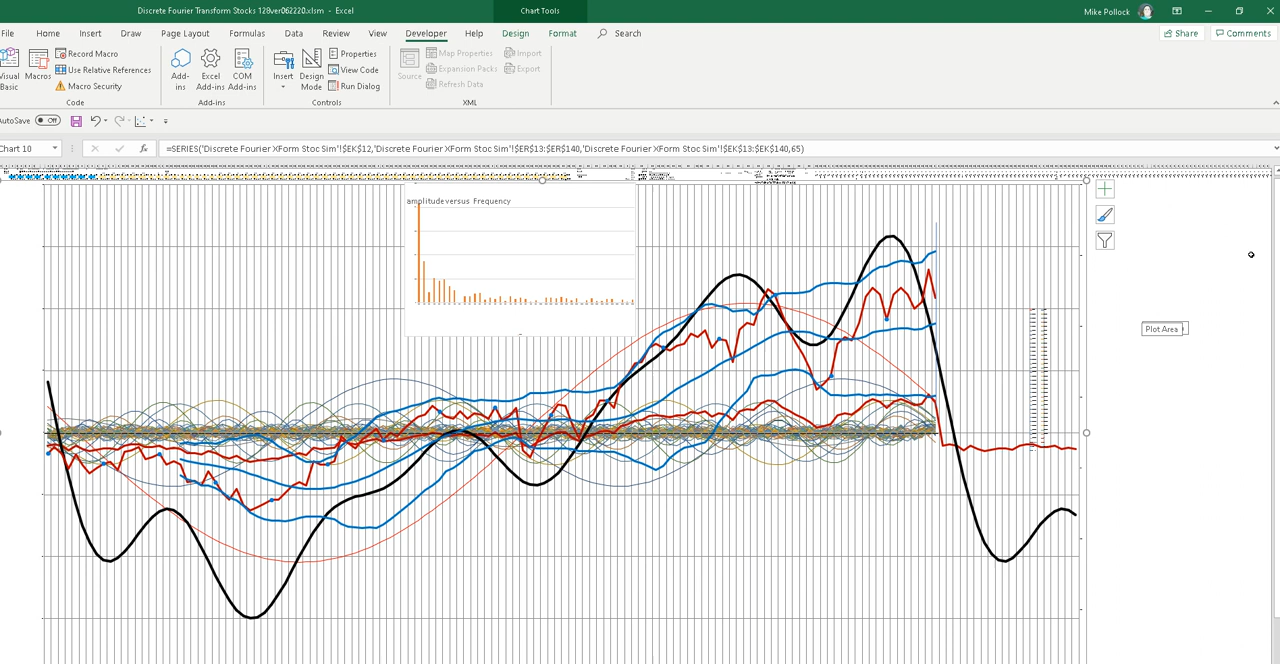 Discrete Fourier Transform Stocks 128ver062220.xlsm - Excel
Chart Tools
Mike Pollock
File Home Insert Draw Page Layout Formulas Data Review View Developer Help Design Format Search
Share Comments
Visual Basic
Macros
Record Macro
Use Relative References
Macro Security
Code
Add-ins
Excel Add-ins
COM Add-ins
Add-ins
Insert
Design Mode
Properties
View Code
Run Dialog
Controls
Source
Map Properties
Expansion Packs
Refresh Data
Import
Export
XML
AutoSave Off
Chart 10
fx
=SERIES('Discrete Fourier XForm Stoc Sim'!$EK$12,'Discrete Fourier XForm Stoc Sim'!$ER$13:$ER$140,'Discrete Fourier XForm Stoc Sim'!$EK$13:$EK$140,65)
amplitude versus Frequency
Plot Area